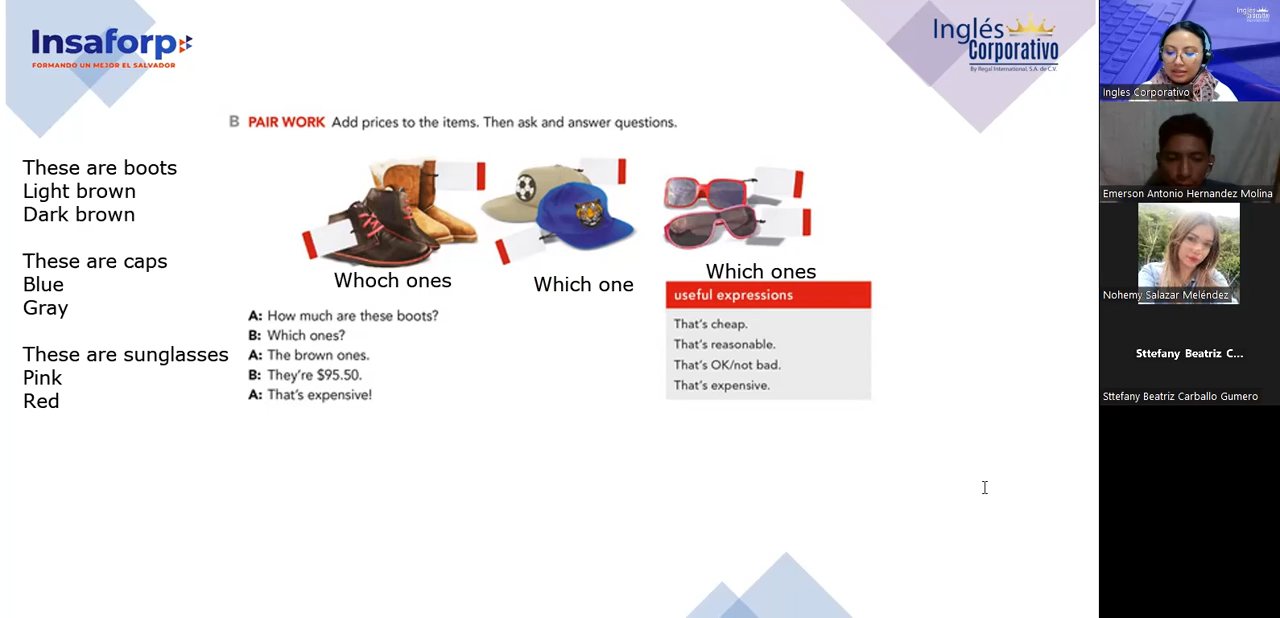 Insaforp
FORMANDO UN MEJOR EL SALVADOR
Inglés
Corporativo
By Regal International, S.A. de C.V.
B PAIR WORK Add prices to the items. Then ask and answer questions.
These are boots
Light brown
Dark brown
These are caps
Blue
Gray
These are sunglasses
Pink
Red
Whoch ones
Which one
Which ones
A: How much are these boots?
B: Which ones?
A: The brown ones.
B: They're $95.50.
A: That's expensive!
useful expressions
That's cheap.
That's reasonable.
That's OK/not bad.
That's expensive.
Inglés
Ingles Corporativo
Emerson Antonio Hernandez Molina
Nohemy Salazar Meléndez
Sttefany Beatriz C...
Sttefany Beatriz Carballo Gumero